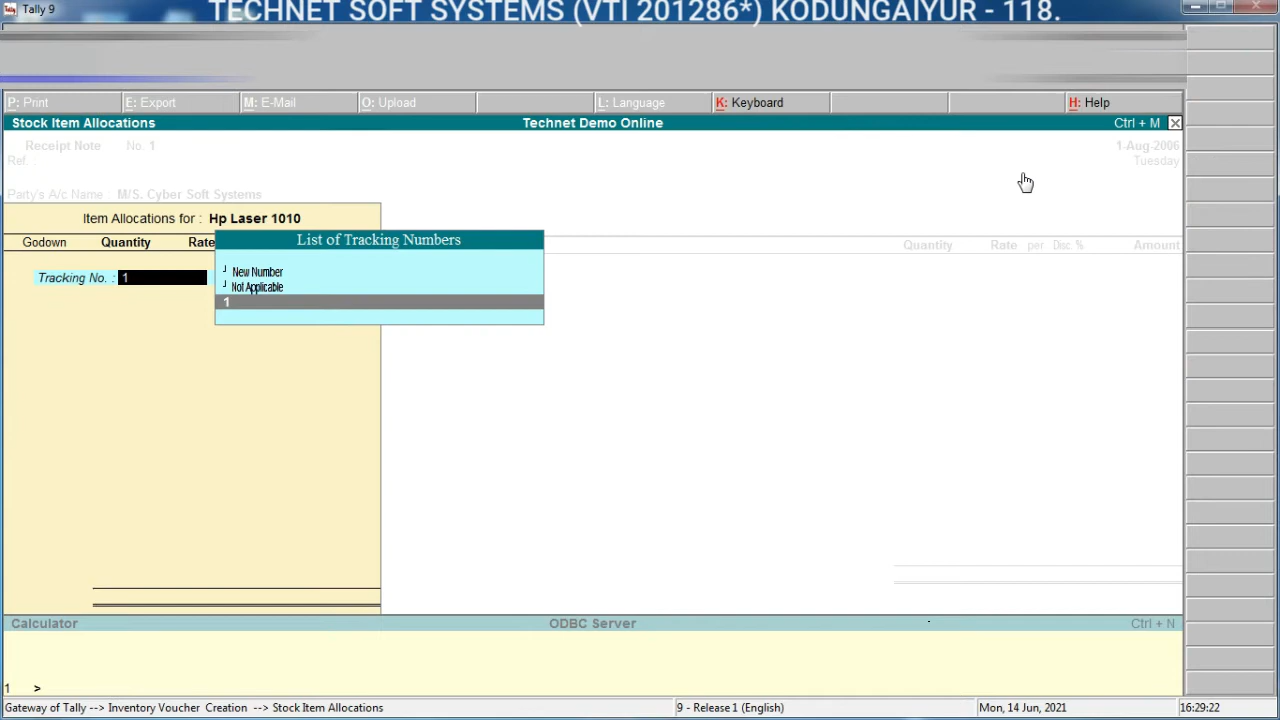 Tally 9
TECHNET SOFT SYSTEMS (VTI 201286*) KODUNGAIYUR - 118.
P: Print E: Export M: E-Mail O: Upload L: Language K: Keyboard H: Help
Stock Item Allocations Technet Demo Online Ctrl + M
Receipt Note No. 1 1-Aug-2006
Ref. : Tuesday
Party's A/c Name : M/S. Cyber Soft Systems
Item Allocations for : Hp Laser 1010
Godown Quantity Rate Quantity Rate per Disc. % Amount
List of Tracking Numbers
New Number
Tracking No. : 1
Not Applicable
1
Calculator ODBC Server Ctrl + N
1 >
Gateway of Tally --> Inventory Voucher Creation --> Stock Item Allocations 9 - Release 1 (English) Mon, 14 Jun, 2021 16:29:22